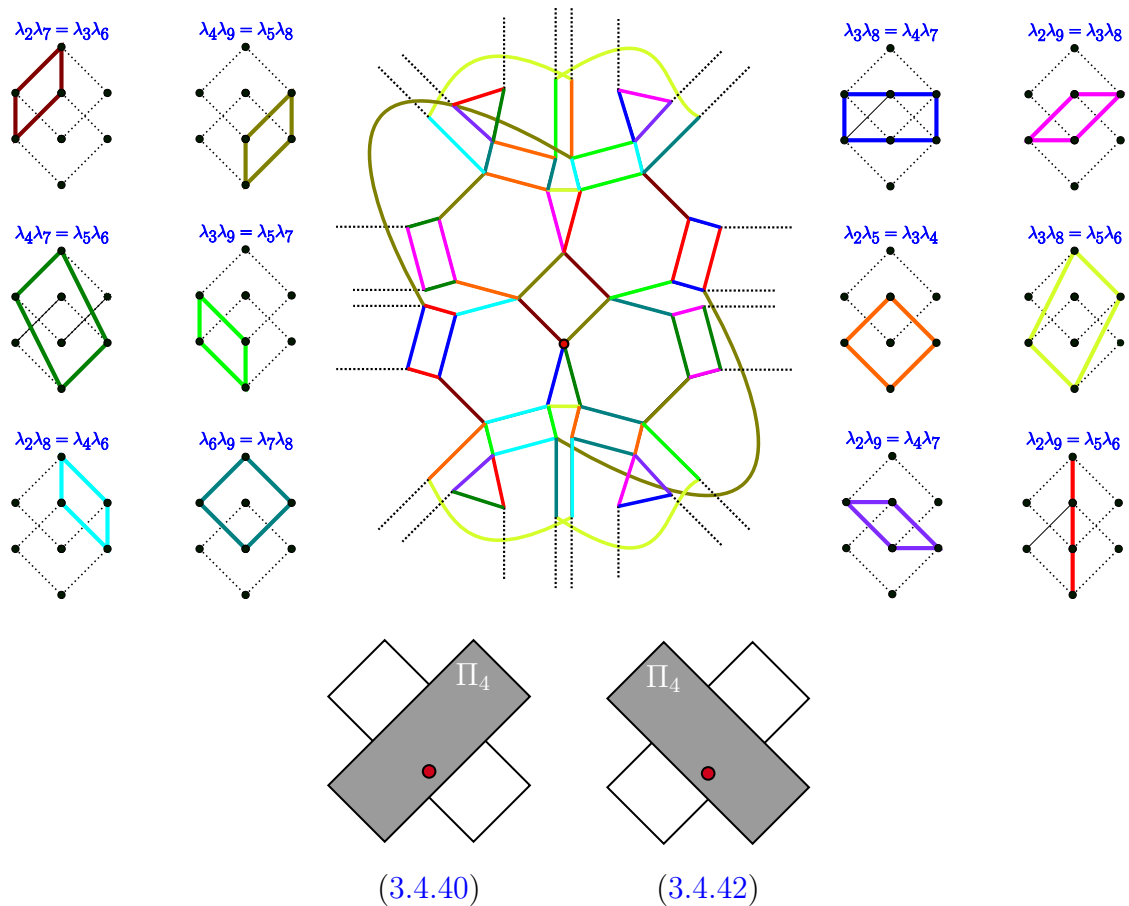 λ₂λ₇ = λ₃λ₆
λ₄λ₉ = λ₅λ₈
λ₃λ₈ = λ₄λ₇
λ₂λ₉ = λ₃λ₈
λ₄λ₇ = λ₅λ₆
λ₃λ₉ = λ₅λ₇
λ₂λ₅ = λ₃λ₄
λ₃λ₈ = λ₅λ₆
λ₂λ₈ = λ₄λ₆
λ₆λ₉ = λ₇λ₈
λ₂λ₉ = λ₄λ₇
λ₂λ₉ = λ₅λ₆
Π₄
Π₄
(3.4.40)
(3.4.42)